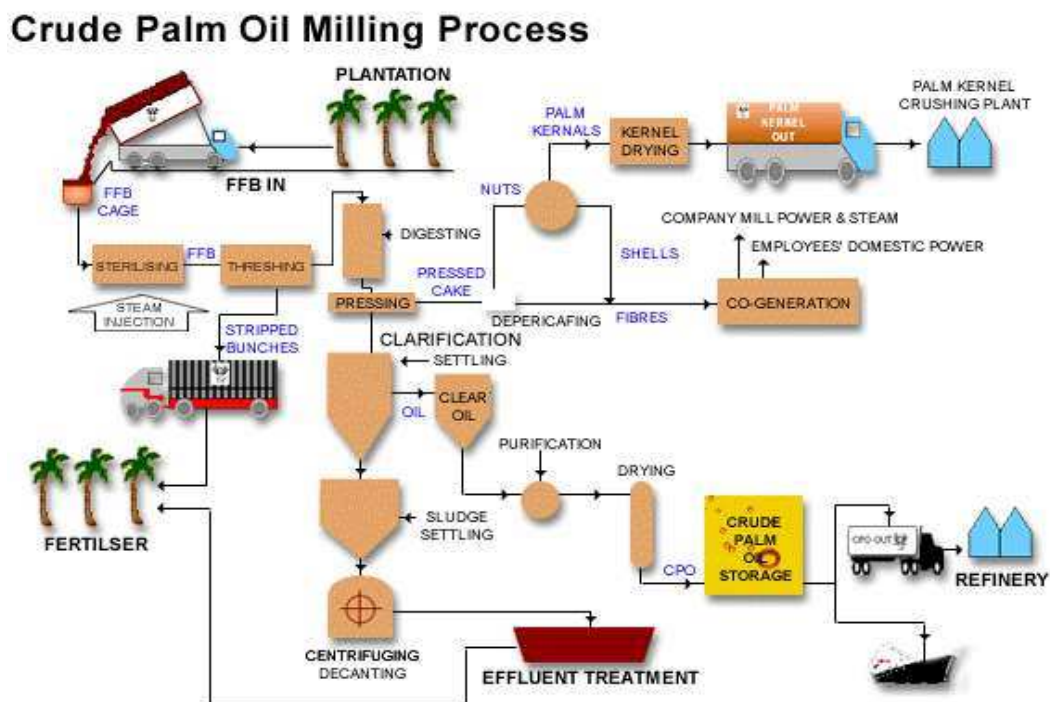 Crude Palm Oil Milling Process
PLANTATION
FFB IN
FFB
CAGE
STERILISING
FFB
THRESHING
STEAM
INJECTION
STRIPPED
BUNCHES
DIGESTING
PRESSING
PRESSED
CAKE
NUTS
PALM
KERNALS
KERNEL
DRYING
PALM
KERNEL
OUT
PALM KERNEL
CRUSHING PLANT
SHELLS
COMPANY MILL POWER & STEAM
EMPLOYEES' DOMESTIC POWER
CO-GENERATION
DEPERICAFING
FIBRES
CLARIFICATION
SETTLING
OIL
CLEAR
OIL
PURIFICATION
DRYING
SLUDGE
SETTLING
FERTILSER
CPO
CRUDE
PALM
OIL
STORAGE
CPO OUT
REFINERY
CENTRIFUGING
DECANTING
EFFLUENT TREATMENT